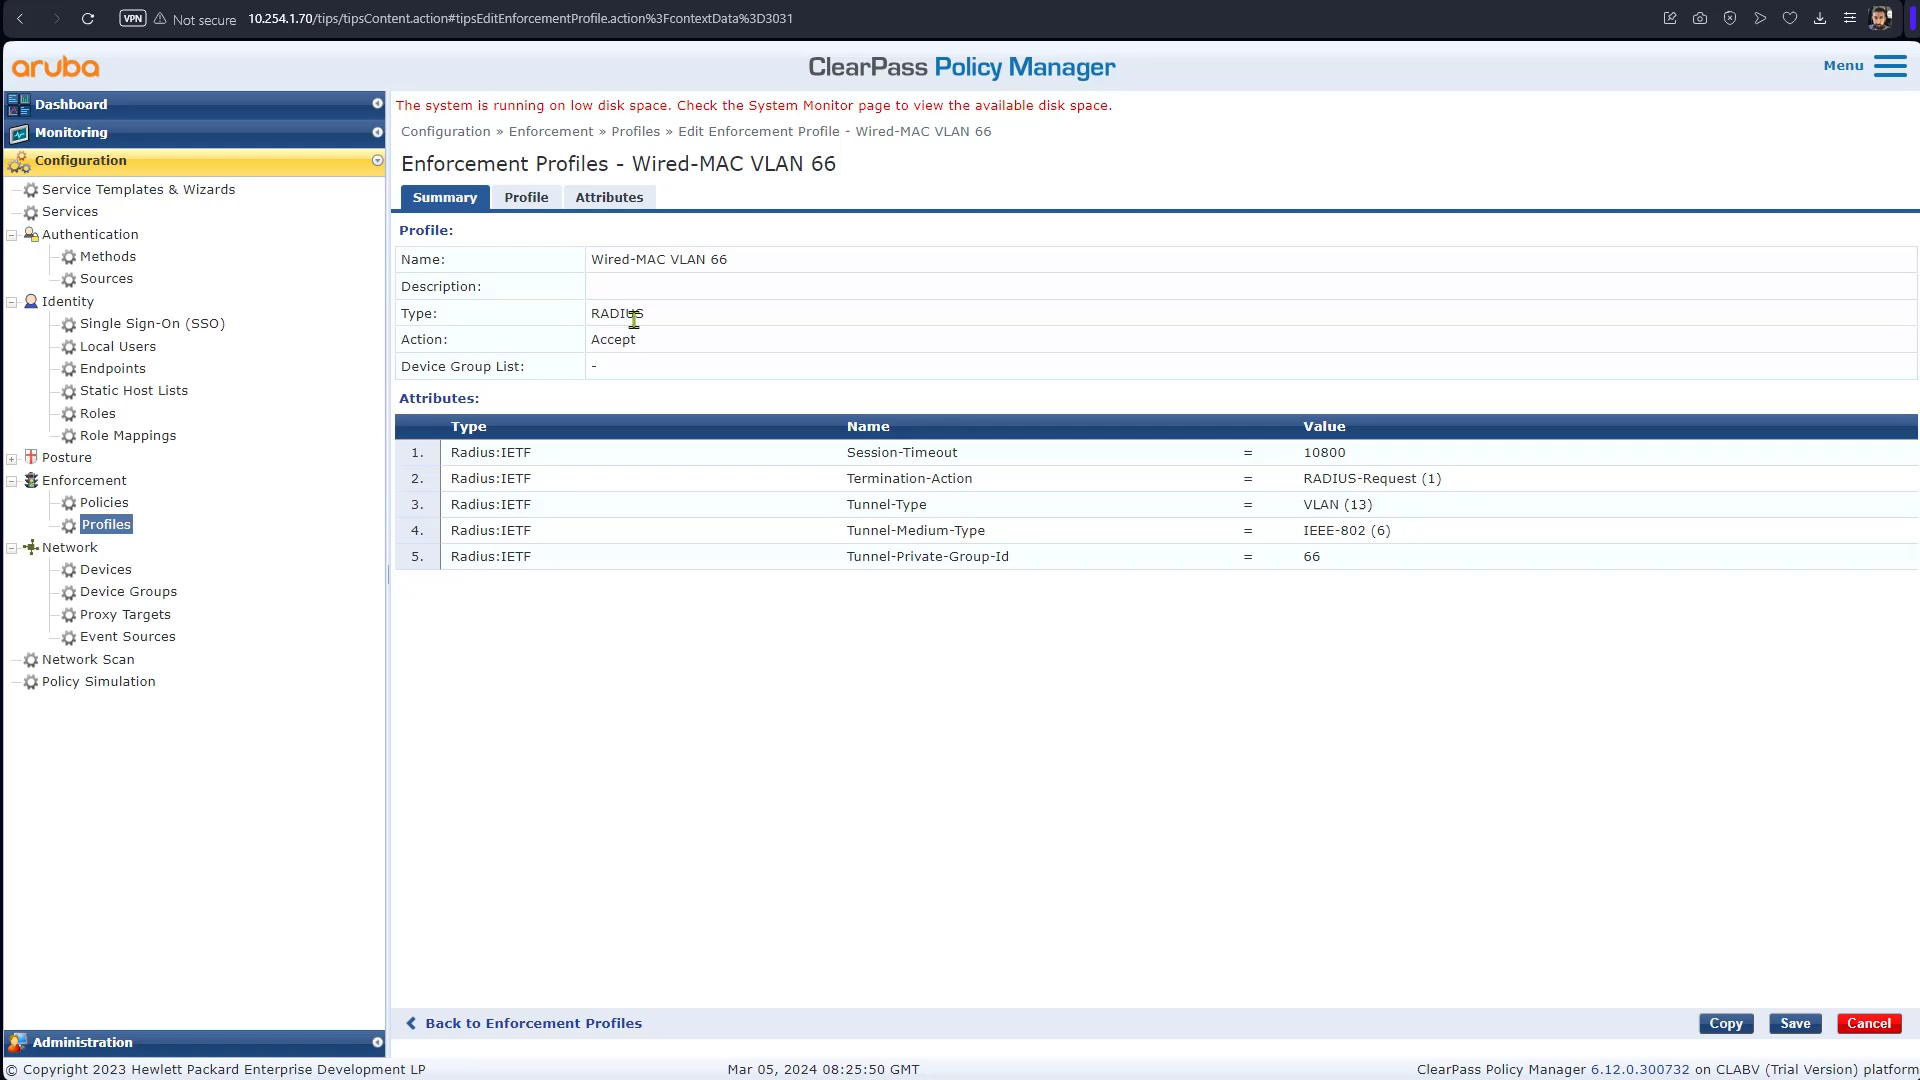 VPN Not secure 10.254.1.70/tips/tipsContent.action#tipsEditEnforcementProfile.action%3FcontextData%3D3031
aruba
ClearPass Policy Manager
Menu
Dashboard
Monitoring
Configuration
Service Templates & Wizards
Services
Authentication
Methods
Sources
Identity
Single Sign-On (SSO)
Local Users
Endpoints
Static Host Lists
Roles
Role Mappings
Posture
Enforcement
Policies
Profiles
Network
Devices
Device Groups
Proxy Targets
Event Sources
Network Scan
Policy Simulation
Administration
The system is running on low disk space. Check the System Monitor page to view the available disk space.
Configuration » Enforcement » Profiles » Edit Enforcement Profile - Wired-MAC VLAN 66
Enforcement Profiles - Wired-MAC VLAN 66
Summary Profile Attributes
Profile:
Name: Wired-MAC VLAN 66
Description:
Type: RADIUS
Action: Accept
Device Group List: -
Attributes:
Type Name Value
1. Radius:IETF Session-Timeout = 10800
2. Radius:IETF Termination-Action = RADIUS-Request (1)
3. Radius:IETF Tunnel-Type = VLAN (13)
4. Radius:IETF Tunnel-Medium-Type = IEEE-802 (6)
5. Radius:IETF Tunnel-Private-Group-Id = 66
Back to Enforcement Profiles
Copy Save Cancel
© Copyright 2023 Hewlett Packard Enterprise Development LP Mar 05, 2024 08:25:50 GMT ClearPass Policy Manager 6.12.0.300732 on CLABV (Trial Version) platform